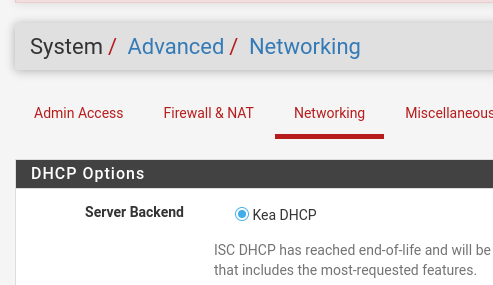 System / Advanced / Networking
Admin Access Firewall & NAT Networking Miscellaneous
DHCP Options
Server Backend Kea DHCP
ISC DHCP has reached end-of-life and will be
that includes the most-requested features.